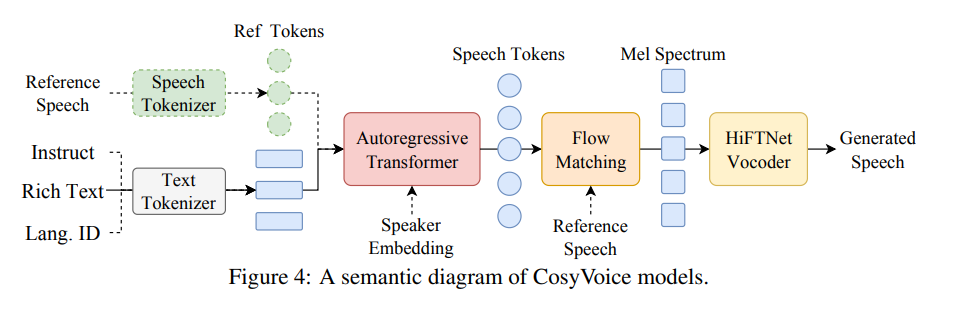 Ref Tokens
Speech Tokens
Mel Spectrum
Reference
Speech
Speech
Tokenizer
Autoregressive
Transformer
Flow
Matching
HiFTNet
Vocoder
Generated
Speech
Instruct
Rich Text
Lang. ID
Text
Tokenizer
Speaker
Embedding
Reference
Speech
Figure 4: A semantic diagram of CosyVoice models.